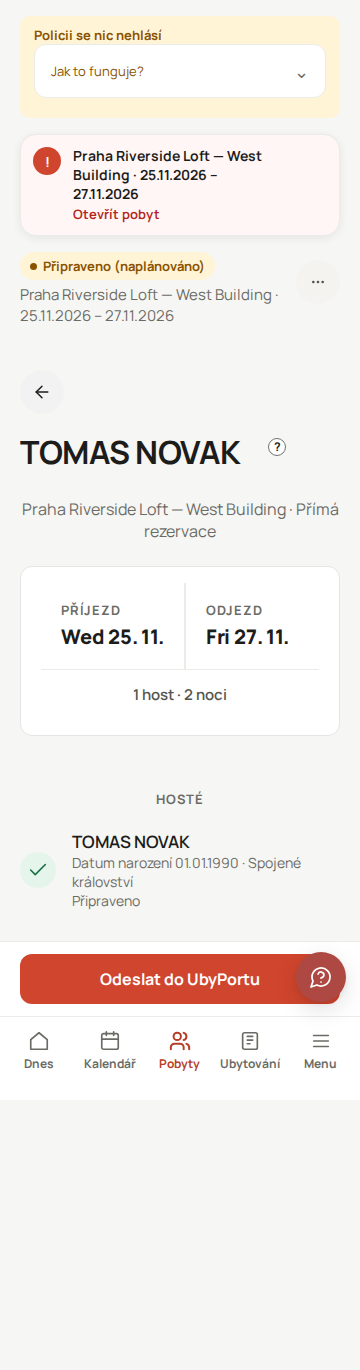 Policii se nic nehlásí
Jak to funguje?
!
Praha Riverside Loft — West
Building · 25.11.2026 –
27.11.2026
Otevřít pobyt
Připraveno (naplánováno)
Praha Riverside Loft — West Building ·
25.11.2026 – 27.11.2026
TOMAS NOVAK
?
Praha Riverside Loft — West Building · Přímá
rezervace
PŘÍJEZD
ODJEZD
Wed 25. 11.
Fri 27. 11.
1 host · 2 noci
HOSTÉ
TOMAS NOVAK
Datum narození 01.01.1990 · Spojené
království
Připraveno
Odeslat do UbyPortu
Dnes
Kalendář
Pobyty
Ubytování
Menu